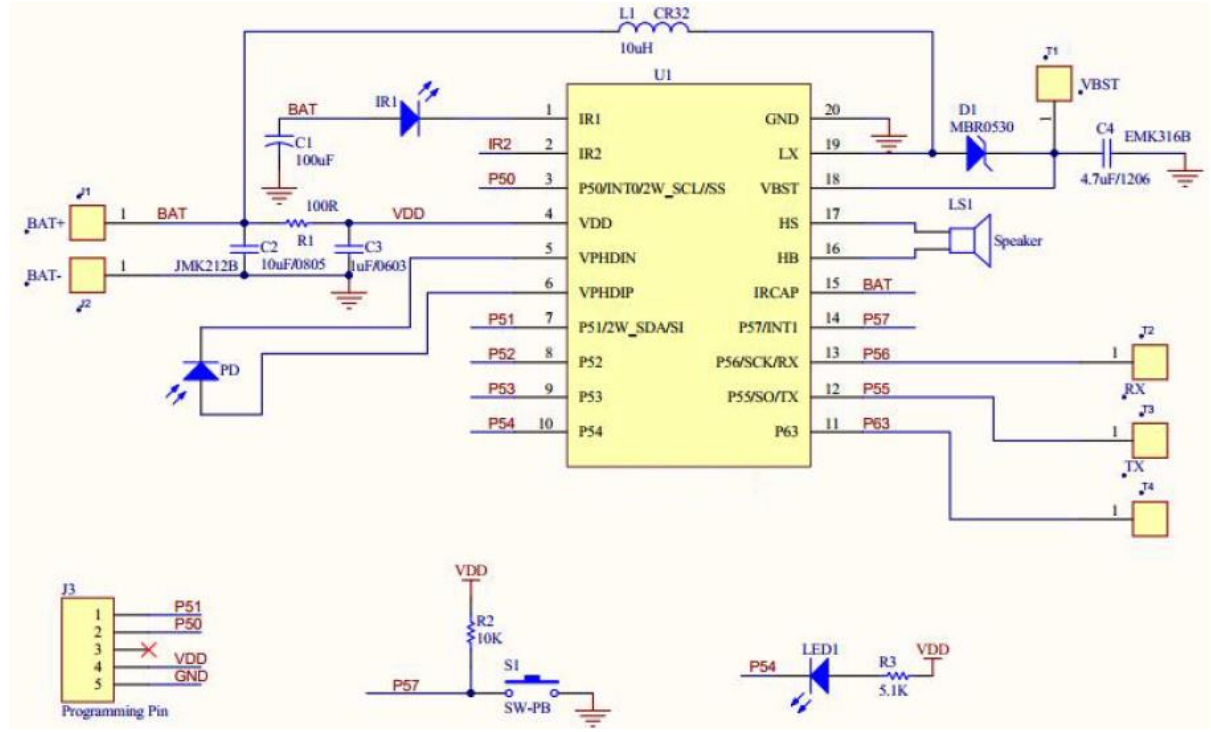 L1 CR32
10uH
U1
T1
VBST
1
BAT
IR1
C1
100uF
1
IR1
IR2
2
IR2
P50
3
P50/INT0/2W_SCL//SS
GND
20
LX
19
VBST
18
D1
MBR0530
C4
EMK316B
4.7uF/1206
J1
BAT+
1
BAT
100R
R1
VDD
4
VDD
HS
17
LS1
Speaker
C2
10uF/0805
JMK212B
C3
1uF/0603
5
VPHDIN
HB
16
BAT-
1
J2
6
VPHDIP
IRCAP
15
BAT
P51
7
P51/2W_SDA/SI
P57/INT1
14
P57
PD
P52
8
P52
P56/SCK/RX
13
P56
1
T2
RX
P53
9
P53
P55/SO/TX
12
P55
1
T3
TX
P54
10
P54
P63
11
P63
1
T4
J3
1
P51
2
P50
3
4
VDD
5
GND
Programming Pin
VDD
R2
10K
P57
S1
SW-PB
P54
LED1
R3
5.1K
VDD